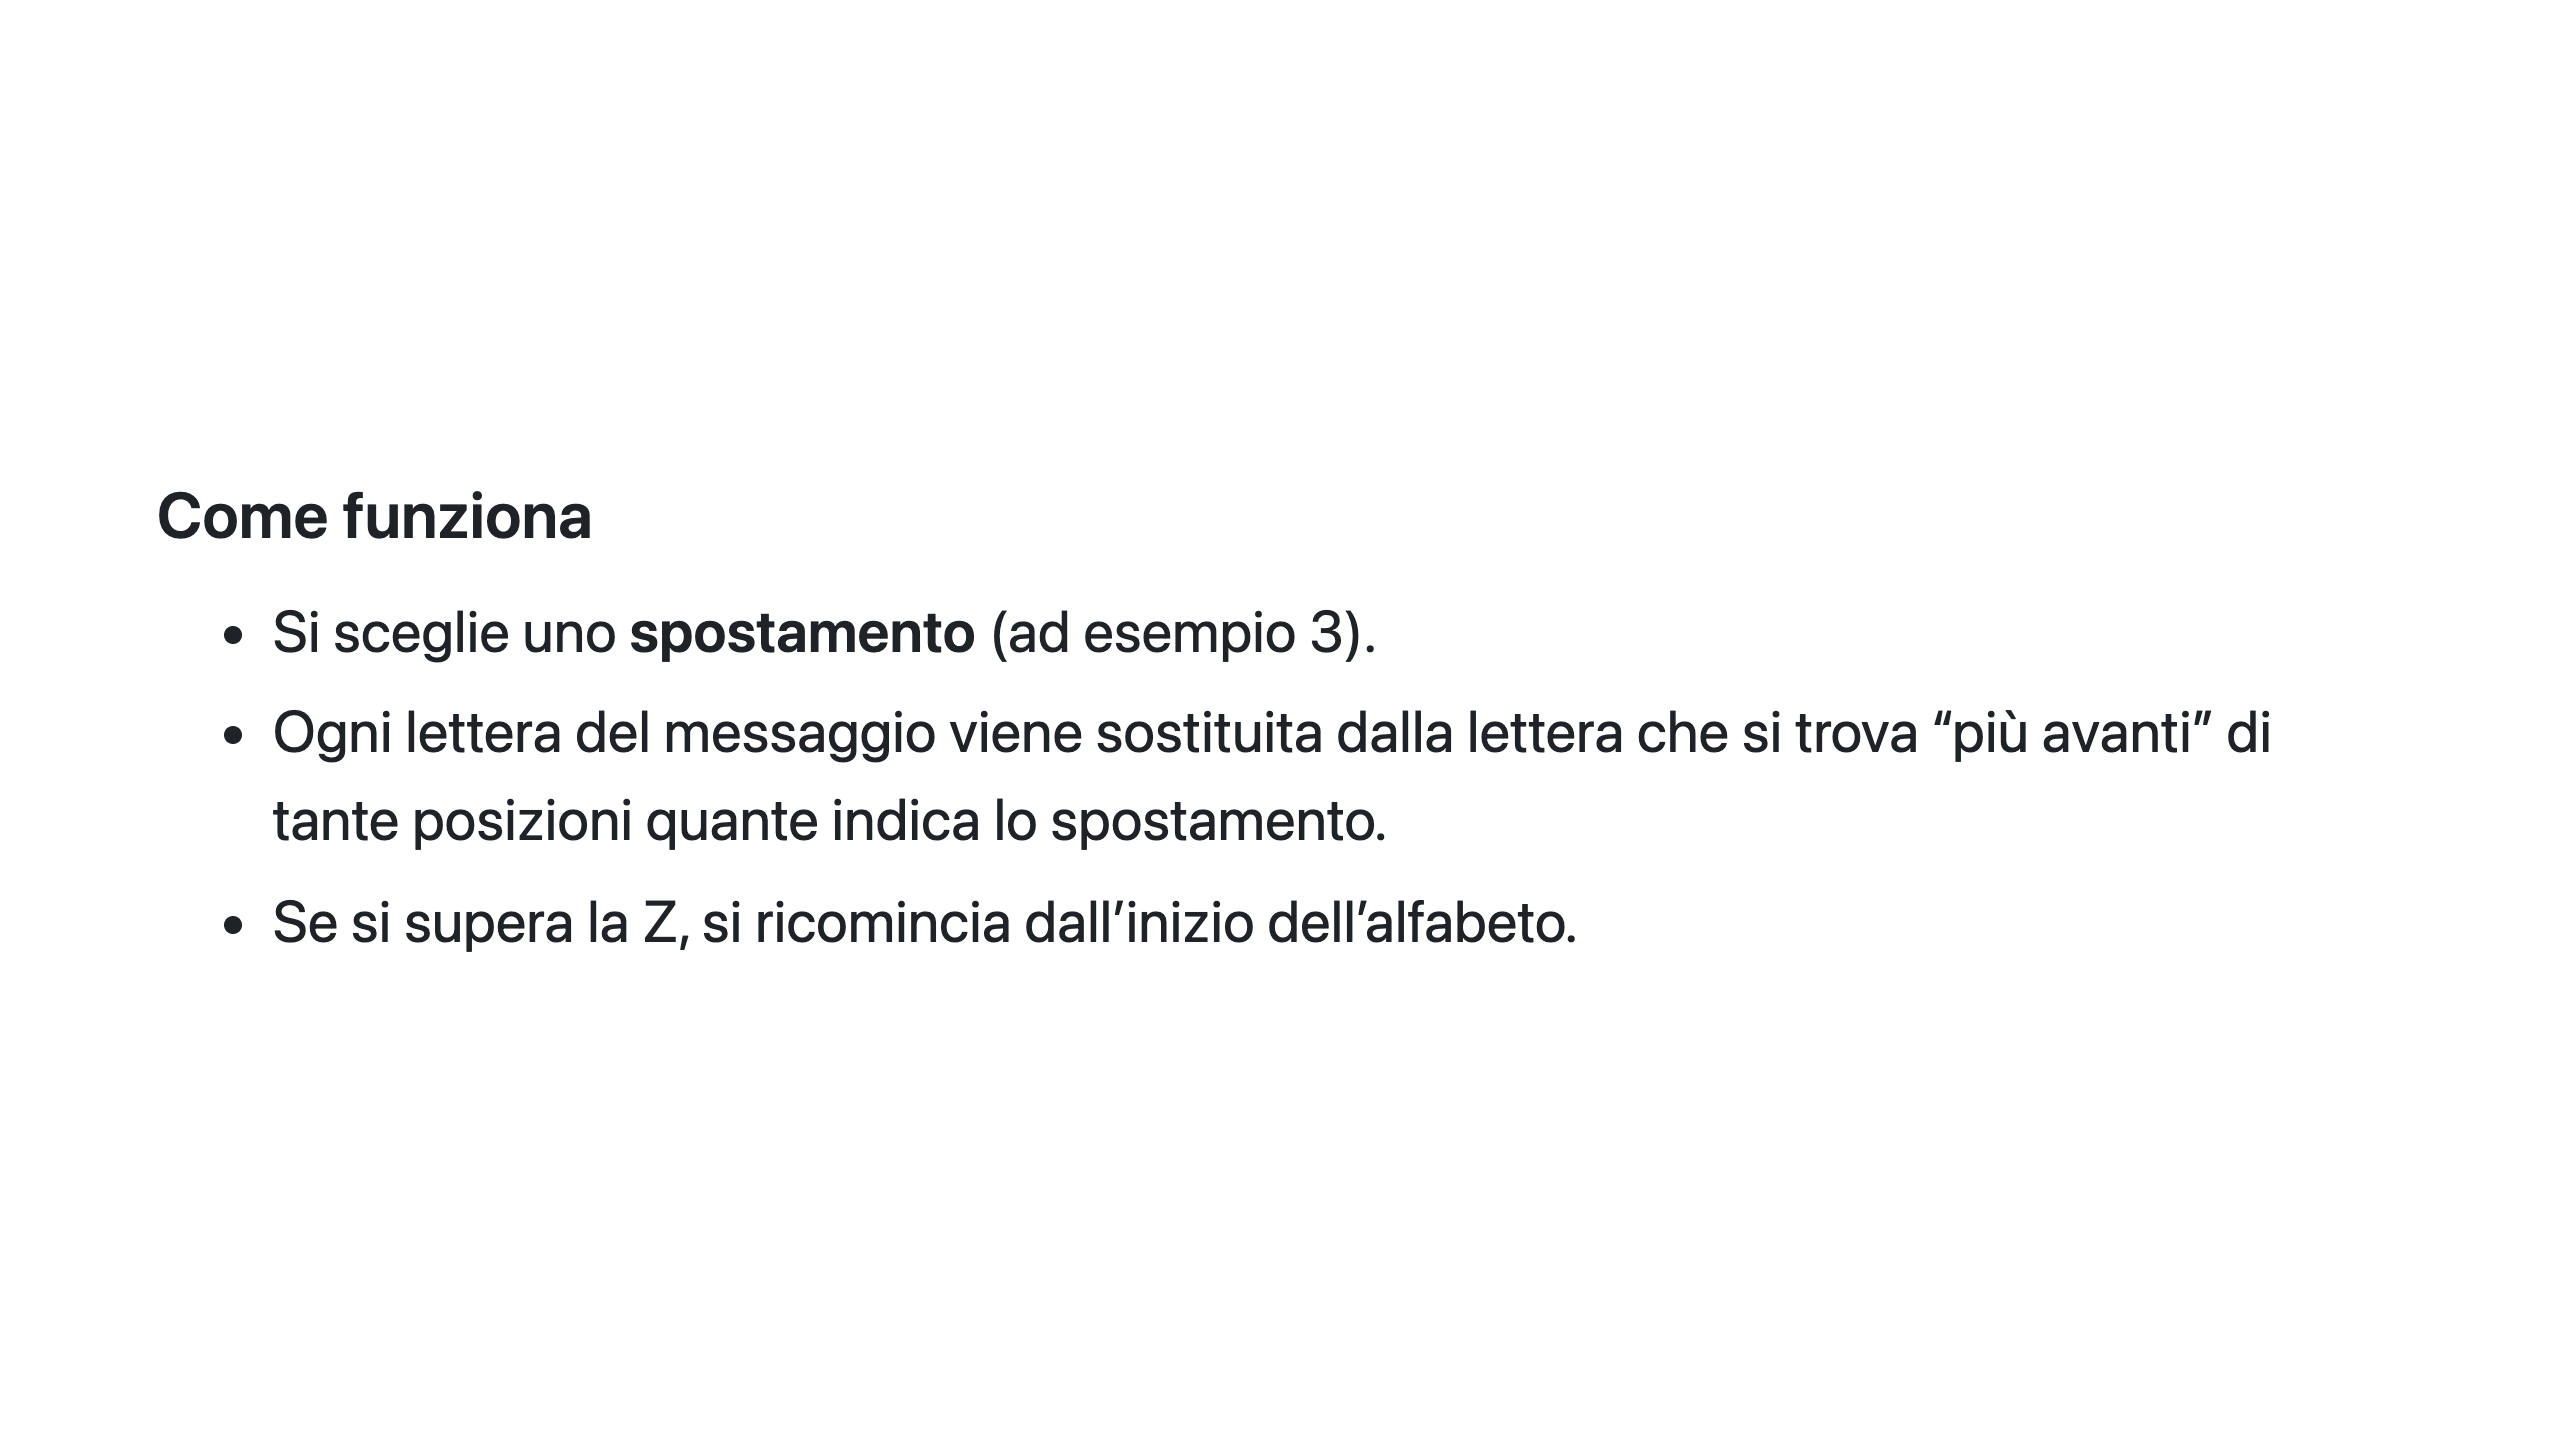 Come funziona
• Si sceglie uno spostamento (ad esempio 3).
• Ogni lettera del messaggio viene sostituita dalla lettera che si trova “più avanti” di
tante posizioni quante indica lo spostamento.
• Se si supera la Z, si ricomincia dall’inizio dell’alfabeto.